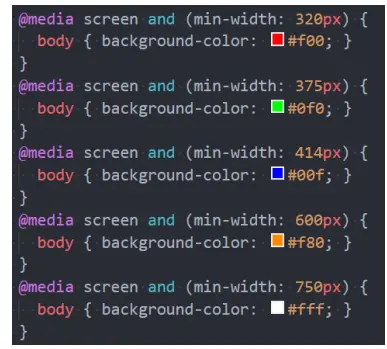 @media screen and (min-width: 320px) {
body { background-color: #f00; }
}
@media screen and (min-width: 375px) {
body { background-color: #0f0; }
}
@media screen and (min-width: 414px) {
body { background-color: #00f; }
}
@media screen and (min-width: 600px) {
body { background-color: #f80; }
}
@media screen and (min-width: 750px) {
body { background-color: #fff; }
}